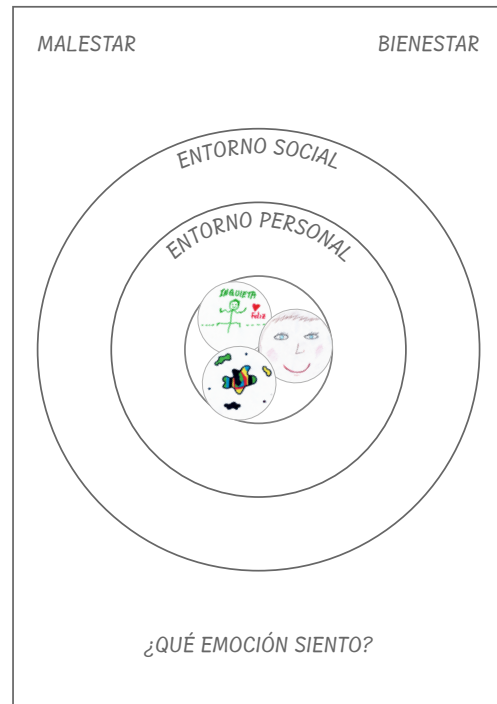 MALESTAR
BIENESTAR
ENTORNO SOCIAL
ENTORNO PERSONAL
INQUIETA
feliz
¿QUÉ EMOCIÓN SIENTO?